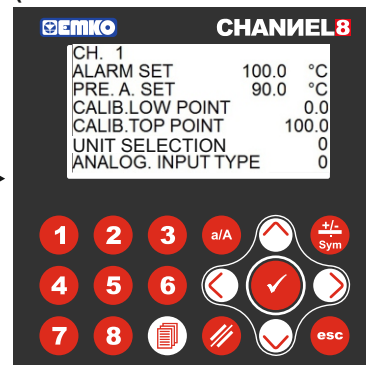 EMKO CHANNEL8
CH. 1
ALARM SET 100.0 °C
PRE. A. SET 90.0 °C
CALIB.LOW POINT 0.0
CALIB.TOP POINT 100.0
UNIT SELECTION 0
ANALOG. INPUT TYPE 0
1 2 3 a/A +/- Sym
4 5 6
7 8 esc